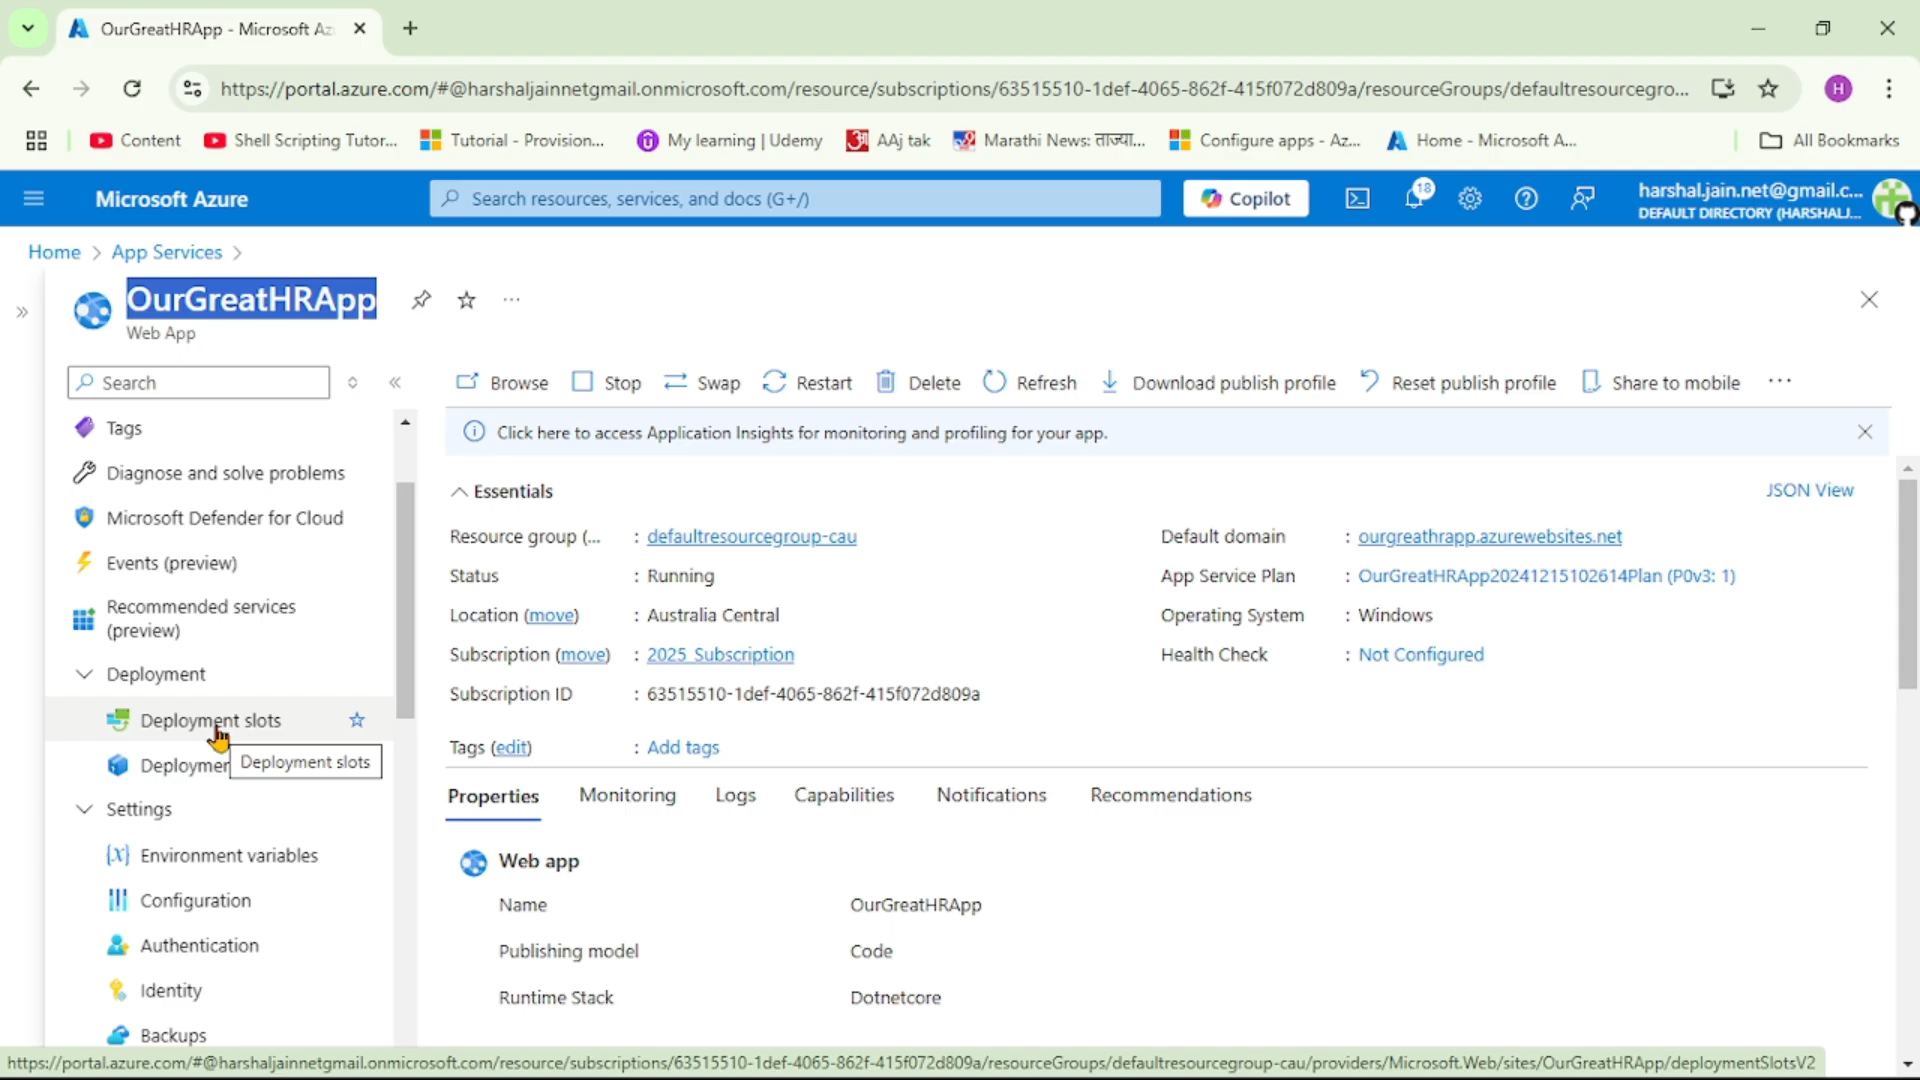 OurGreatHRApp - Microsoft Az
https://portal.azure.com/#@harshaljainnetgmail.onmicrosoft.com/resource/subscriptions/63515510-1def-4065-862f-415f072d809a/resourceGroups/defaultresourcegro...
H
Content
Shell Scripting Tutor...
Tutorial - Provision...
My learning | Udemy
AAj tak
Marathi News: ताज्या...
Configure apps - Az...
Home - Microsoft A...
All Bookmarks
Microsoft Azure
Search resources, services, and docs (G+/)
Copilot
18
harshal.jain.net@gmail.c...
DEFAULT DIRECTORY (HARSHALJ...
Home > App Services >
OurGreatHRApp
Web App
Search
Browse
Stop
Swap
Restart
Delete
Refresh
Download publish profile
Reset publish profile
Share to mobile
Click here to access Application Insights for monitoring and profiling for your app.
Tags
Diagnose and solve problems
Microsoft Defender for Cloud
Events (preview)
Recommended services
(preview)
Deployment
Deployment slots
Deploymen
Deployment slots
Settings
Environment variables
Configuration
Authentication
Identity
Backups
Essentials
JSON View
Resource group (... : defaultresourcegroup-cau
Status : Running
Location (move) : Australia Central
Subscription (move) : 2025_Subscription
Subscription ID : 63515510-1def-4065-862f-415f072d809a
Tags (edit) : Add tags
Default domain : ourgreathrapp.azurewebsites.net
App Service Plan : OurGreatHRApp20241215102614Plan (P0v3: 1)
Operating System : Windows
Health Check : Not Configured
Properties
Monitoring
Logs
Capabilities
Notifications
Recommendations
Web app
Name OurGreatHRApp
Publishing model Code
Runtime Stack Dotnetcore
https://portal.azure.com/#@harshaljainnetgmail.onmicrosoft.com/resource/subscriptions/63515510-1def-4065-862f-415f072d809a/resourceGroups/defaultresourcegroup-cau/providers/Microsoft.Web/sites/OurGreatHRApp/deploymentSlotsV2